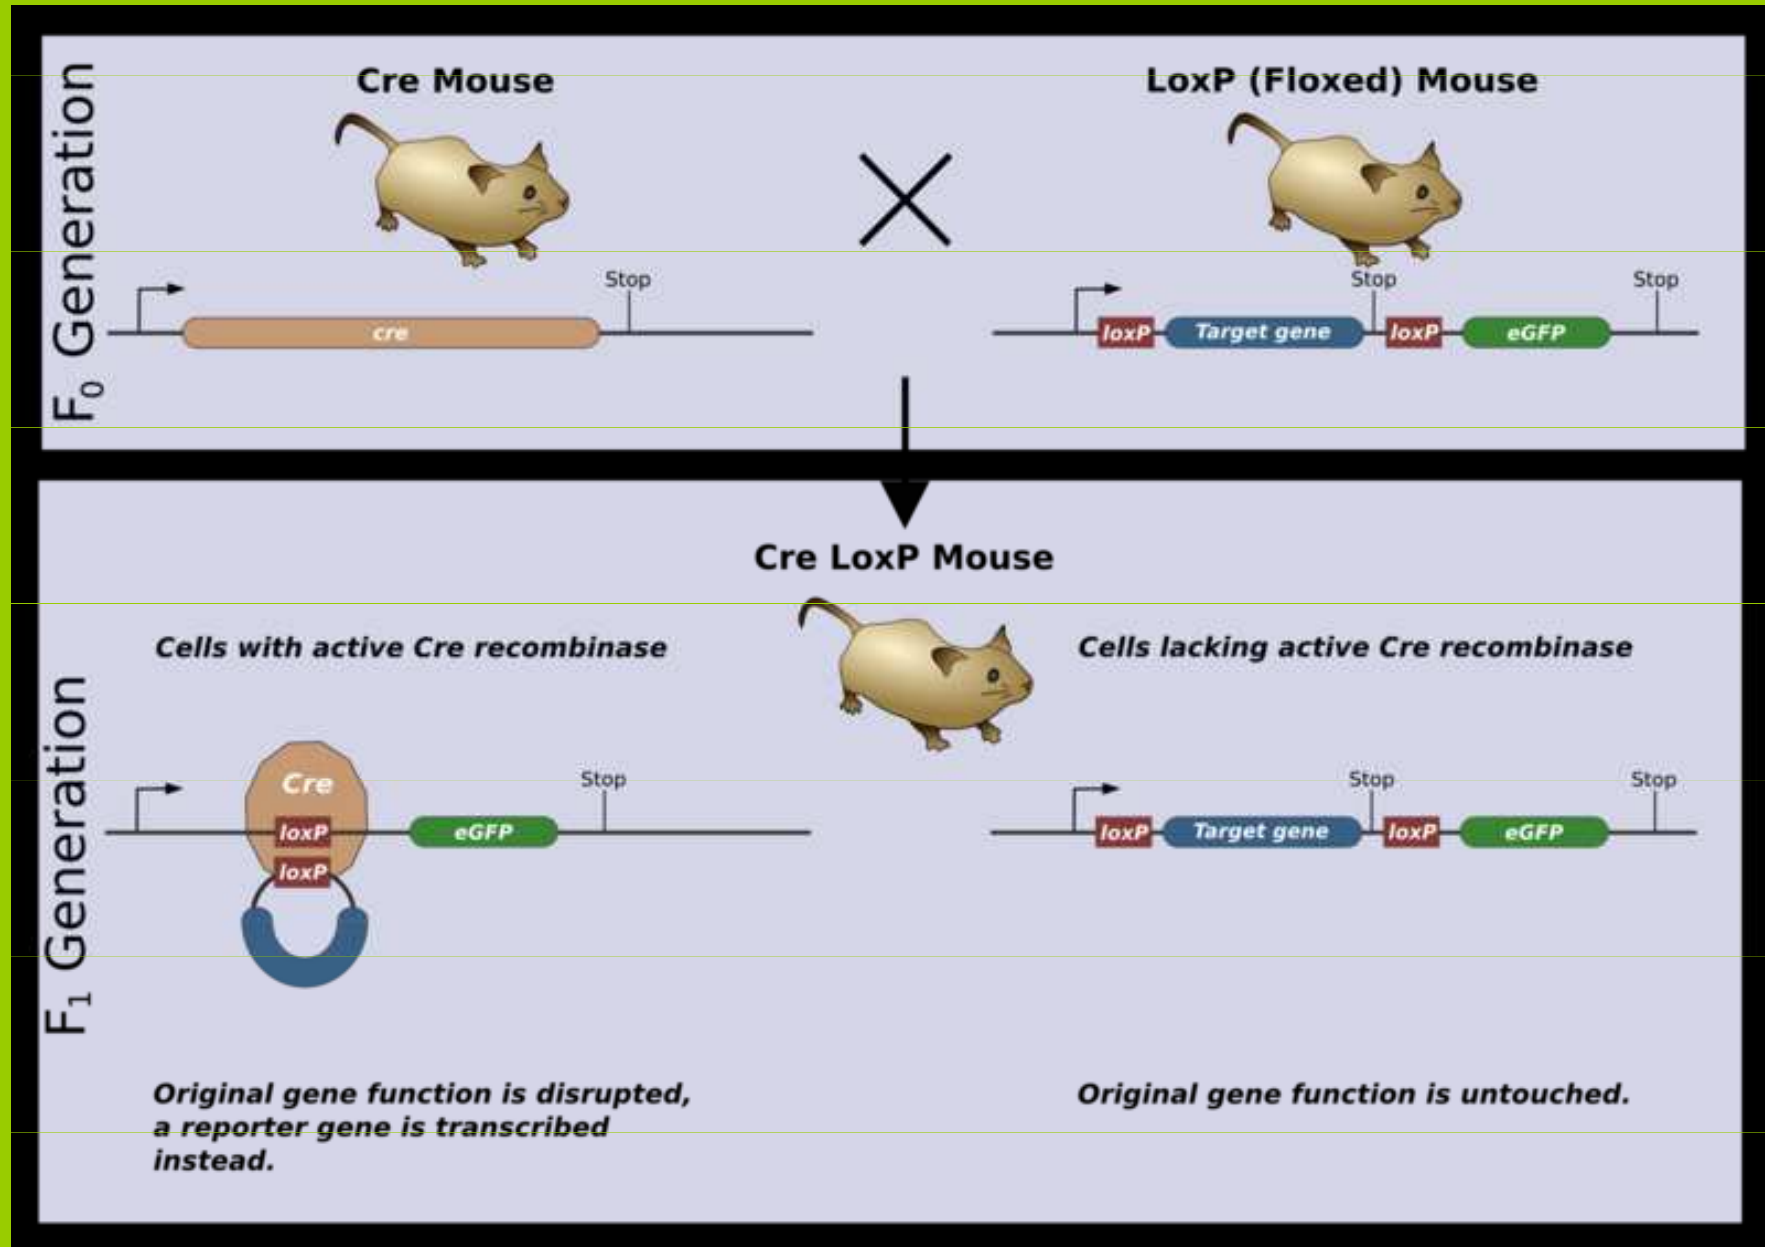 F0 Generation
Cre Mouse
LoxP (Floxed) Mouse
Stop
cre
Stop
Stop
loxP
Target gene
loxP
eGFP
F1 Generation
Cre LoxP Mouse
Cells with active Cre recombinase
Cells lacking active Cre recombinase
Cre
loxP
loxP
eGFP
Stop
Stop
Stop
loxP
Target gene
loxP
eGFP
Original gene function is disrupted,
a reporter gene is transcribed
instead.
Original gene function is untouched.